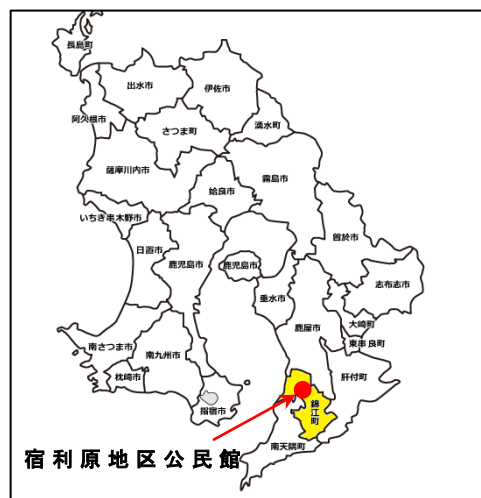 長島町
出水市
伊佐市
阿久根市
さつま町
湧水町
薩摩川内市
姶良市
霧島市
いちき串木野市
日置市
鹿児島市
鹿児島市
曽於市
垂水市
志布志市
鹿屋市
大崎町
東串良町
南さつま市
南九州市
枕崎市
指宿市
肝付町
錦江町
南大隅町
宿利原地区公民館